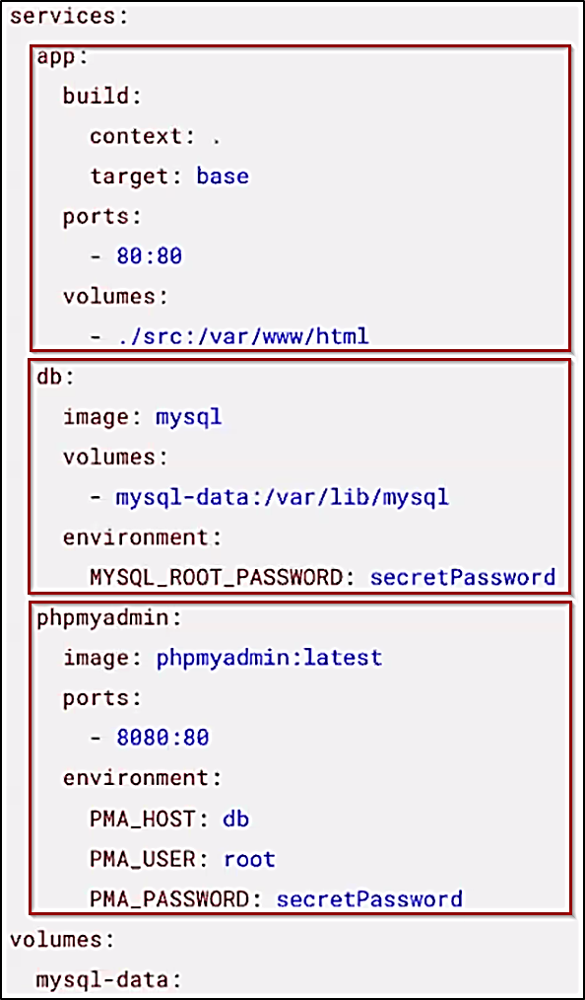 services:
  app:
    build:
      context: .
      target: base
    ports:
      - 80:80
    volumes:
      - ./src:/var/www/html
  db:
    image: mysql
    volumes:
      - mysql-data:/var/lib/mysql
    environment:
      MYSQL_ROOT_PASSWORD: secretPassword
  phpmyadmin:
    image: phpmyadmin:latest
    ports:
      - 8080:80
    environment:
      PMA_HOST: db
      PMA_USER: root
      PMA_PASSWORD: secretPassword
volumes:
  mysql-data: